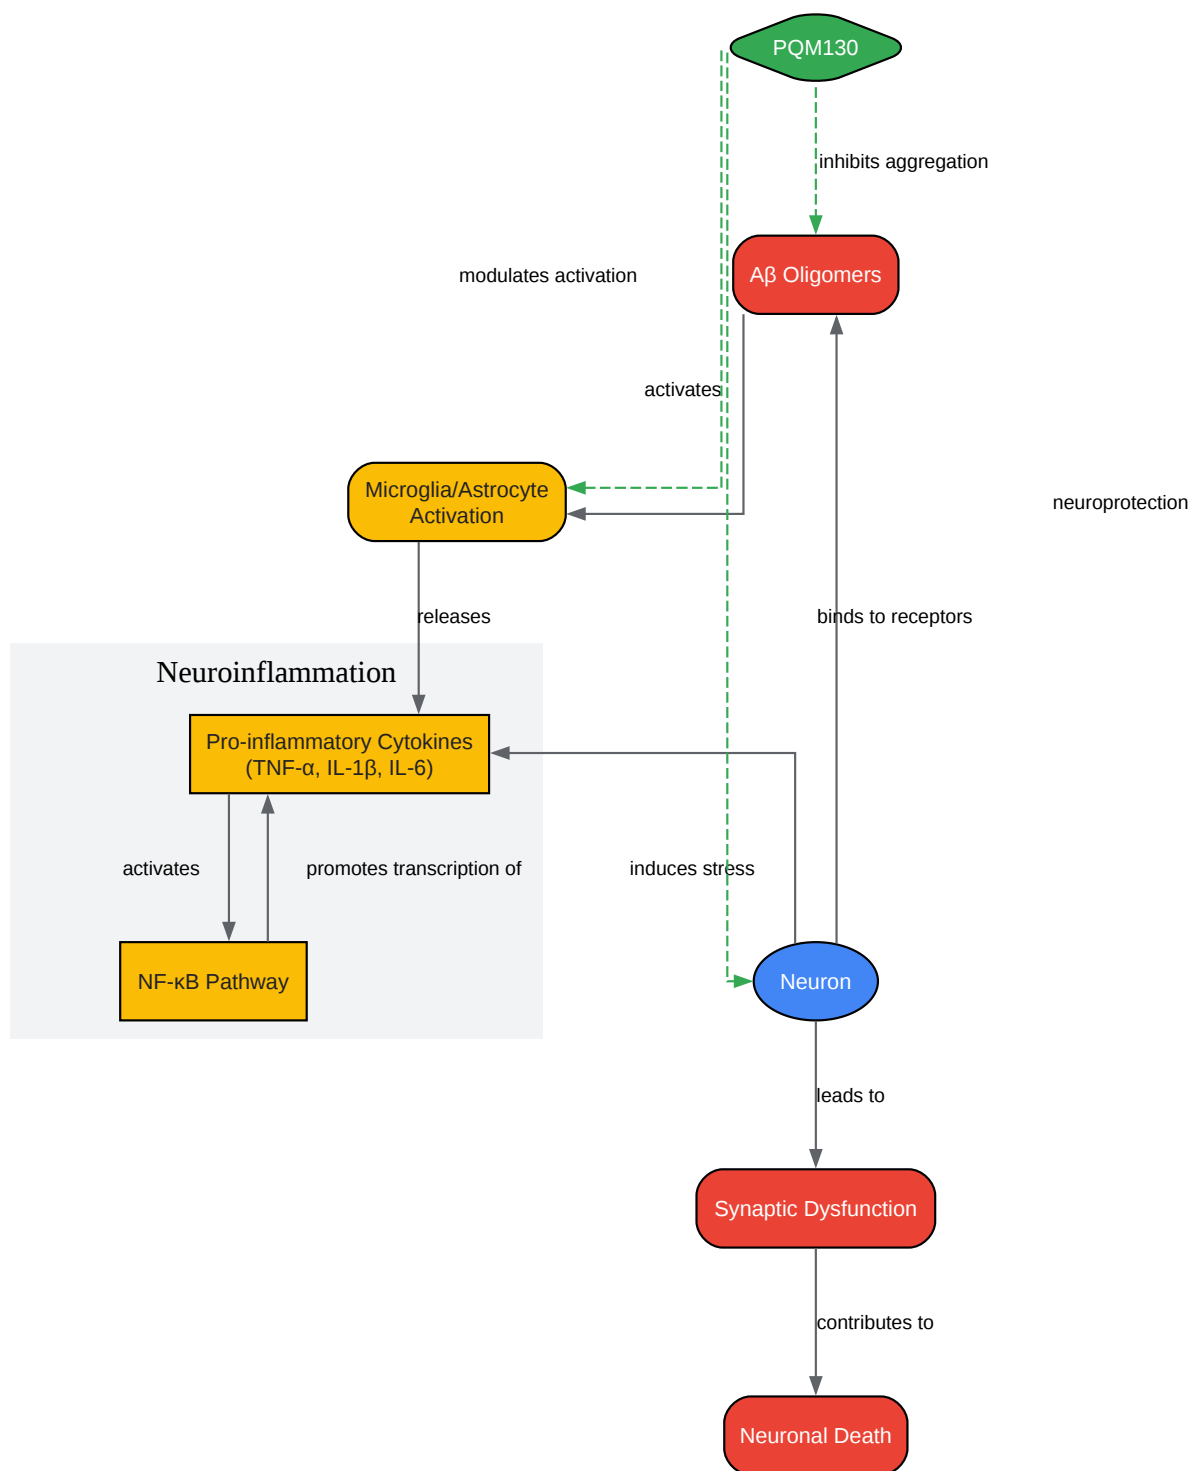 PQM130
inhibits aggregation
modulates activation
Aβ Oligomers
activates
Microglia/Astrocyte
Activation
neuroprotection
releases
binds to receptors
Neuroinflammation
Pro-inflammatory Cytokines
(TNF-α, IL-1β, IL-6)
activates
promotes transcription of
induces stress
NF-κB Pathway
Neuron
leads to
Synaptic Dysfunction
contributes to
Neuronal Death